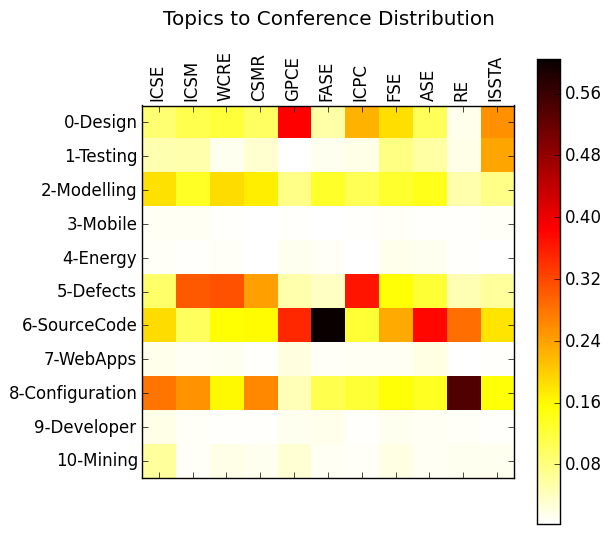 Topics to Conference Distribution
ICSE ICSM WCRE CSMR GPCE FASE ICPC FSE ASE RE ISSTA
0-Design
1-Testing
2-Modelling
3-Mobile
4-Energy
5-Defects
6-SourceCode
7-WebApps
8-Configuration
9-Developer
10-Mining
0.56
0.48
0.40
0.32
0.24
0.16
0.08